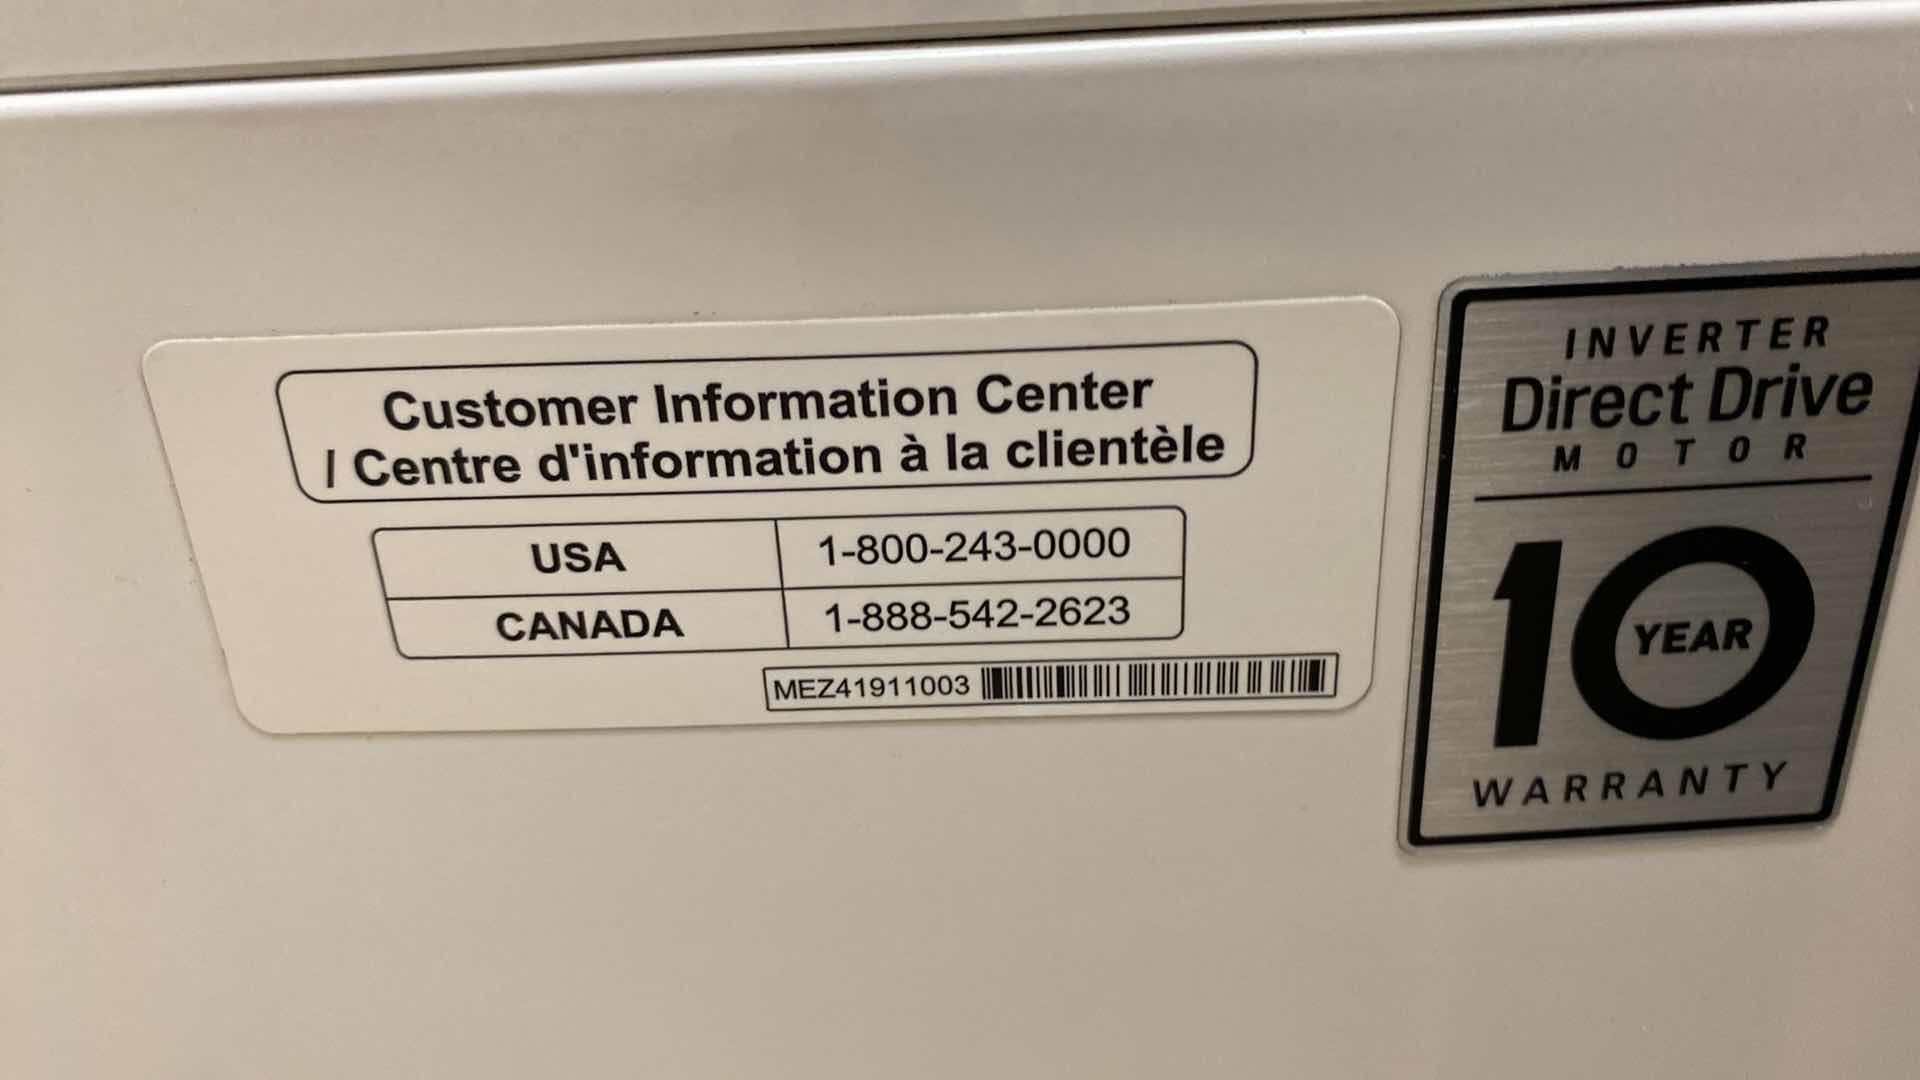 Customer Information Center
/ Centre d'information à la clientèle
USA 1-800-243-0000
CANADA 1-888-542-2623
MEZ41911003
INVERTER
Direct Drive
MOTOR
10
YEAR
WARRANTY